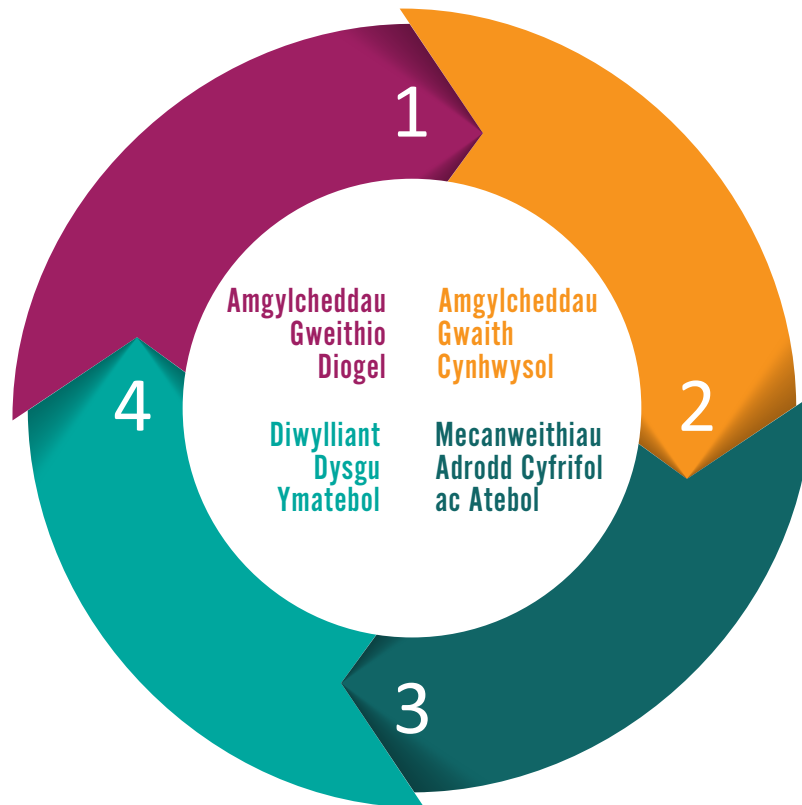 1
Amgylcheddau
Gweithio
Diogel
Amgylcheddau
Gwaith
Cynhwysol
2
Mecanweithiau
Adrodd Cyfrifol
ac Atebol
3
Diwylliant
Dysgu
Ymatebol
4